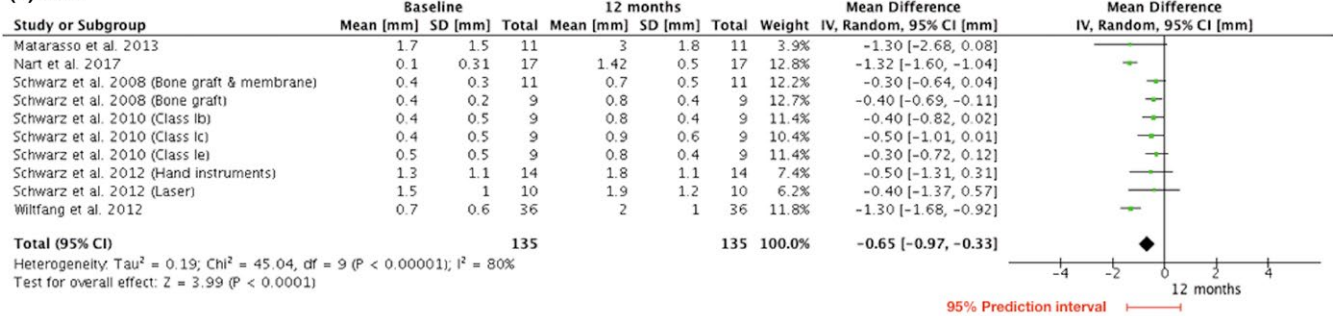 Baseline 12 months Mean Difference Mean Difference
Study or Subgroup Mean [mm] SD [mm] Total Mean [mm] SD [mm] Total Weight IV, Random, 95% CI [mm] IV, Random, 95% CI [mm]
Matarasso et al. 2013 1.7 1.5 11 3 1.8 11 3.9% -1.30 [-2.68, 0.08]
Nart et al. 2017 0.1 0.31 17 1.42 0.5 17 12.8% -1.32 [-1.60, -1.04]
Schwarz et al. 2008 (Bone graft & membrane) 0.4 0.3 11 0.7 0.5 11 12.2% -0.30 [-0.64, 0.04]
Schwarz et al. 2008 (Bone graft) 0.4 0.2 9 0.8 0.4 9 12.7% -0.40 [-0.69, -0.11]
Schwarz et al. 2010 (Class Ib) 0.4 0.5 9 0.8 0.4 9 11.4% -0.40 [-0.82, 0.02]
Schwarz et al. 2010 (Class Ic) 0.4 0.5 9 0.9 0.6 9 10.4% -0.50 [-1.01, 0.01]
Schwarz et al. 2010 (Class Ie) 0.5 0.5 9 0.8 0.4 9 11.4% -0.30 [-0.72, 0.12]
Schwarz et al. 2012 (Hand instruments) 1.3 1.1 14 1.8 1.1 14 7.4% -0.50 [-1.31, 0.31]
Schwarz et al. 2012 (Laser) 1.5 1 10 1.9 1.2 10 6.2% -0.40 [-1.37, 0.57]
Wiltfang et al. 2012 0.7 0.6 36 2 1 36 11.8% -1.30 [-1.68, -0.92]
Total (95% CI) 135 135 100.0% -0.65 [-0.97, -0.33]
Heterogeneity: Tau² = 0.19; Chi² = 45.04, df = 9 (P < 0.00001); I² = 80%
Test for overall effect: Z = 3.99 (P < 0.0001)
-4 -2 0 2 4
12 months
95% Prediction interval